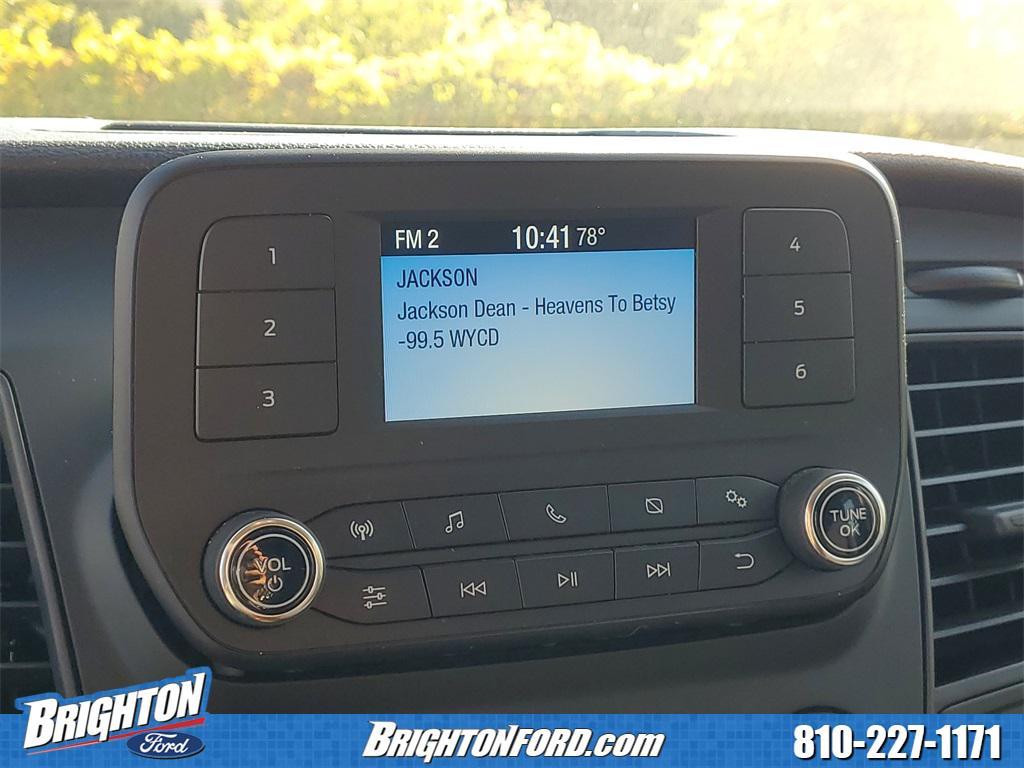 FM 2 10:41 78°
JACKSON
Jackson Dean - Heavens To Betsy
-99.5 WYCD
1
2
3
4
5
6
VOL
TUNE
OK
BRIGHTON
Ford
BRIGHTONFORD.com
810-227-1171